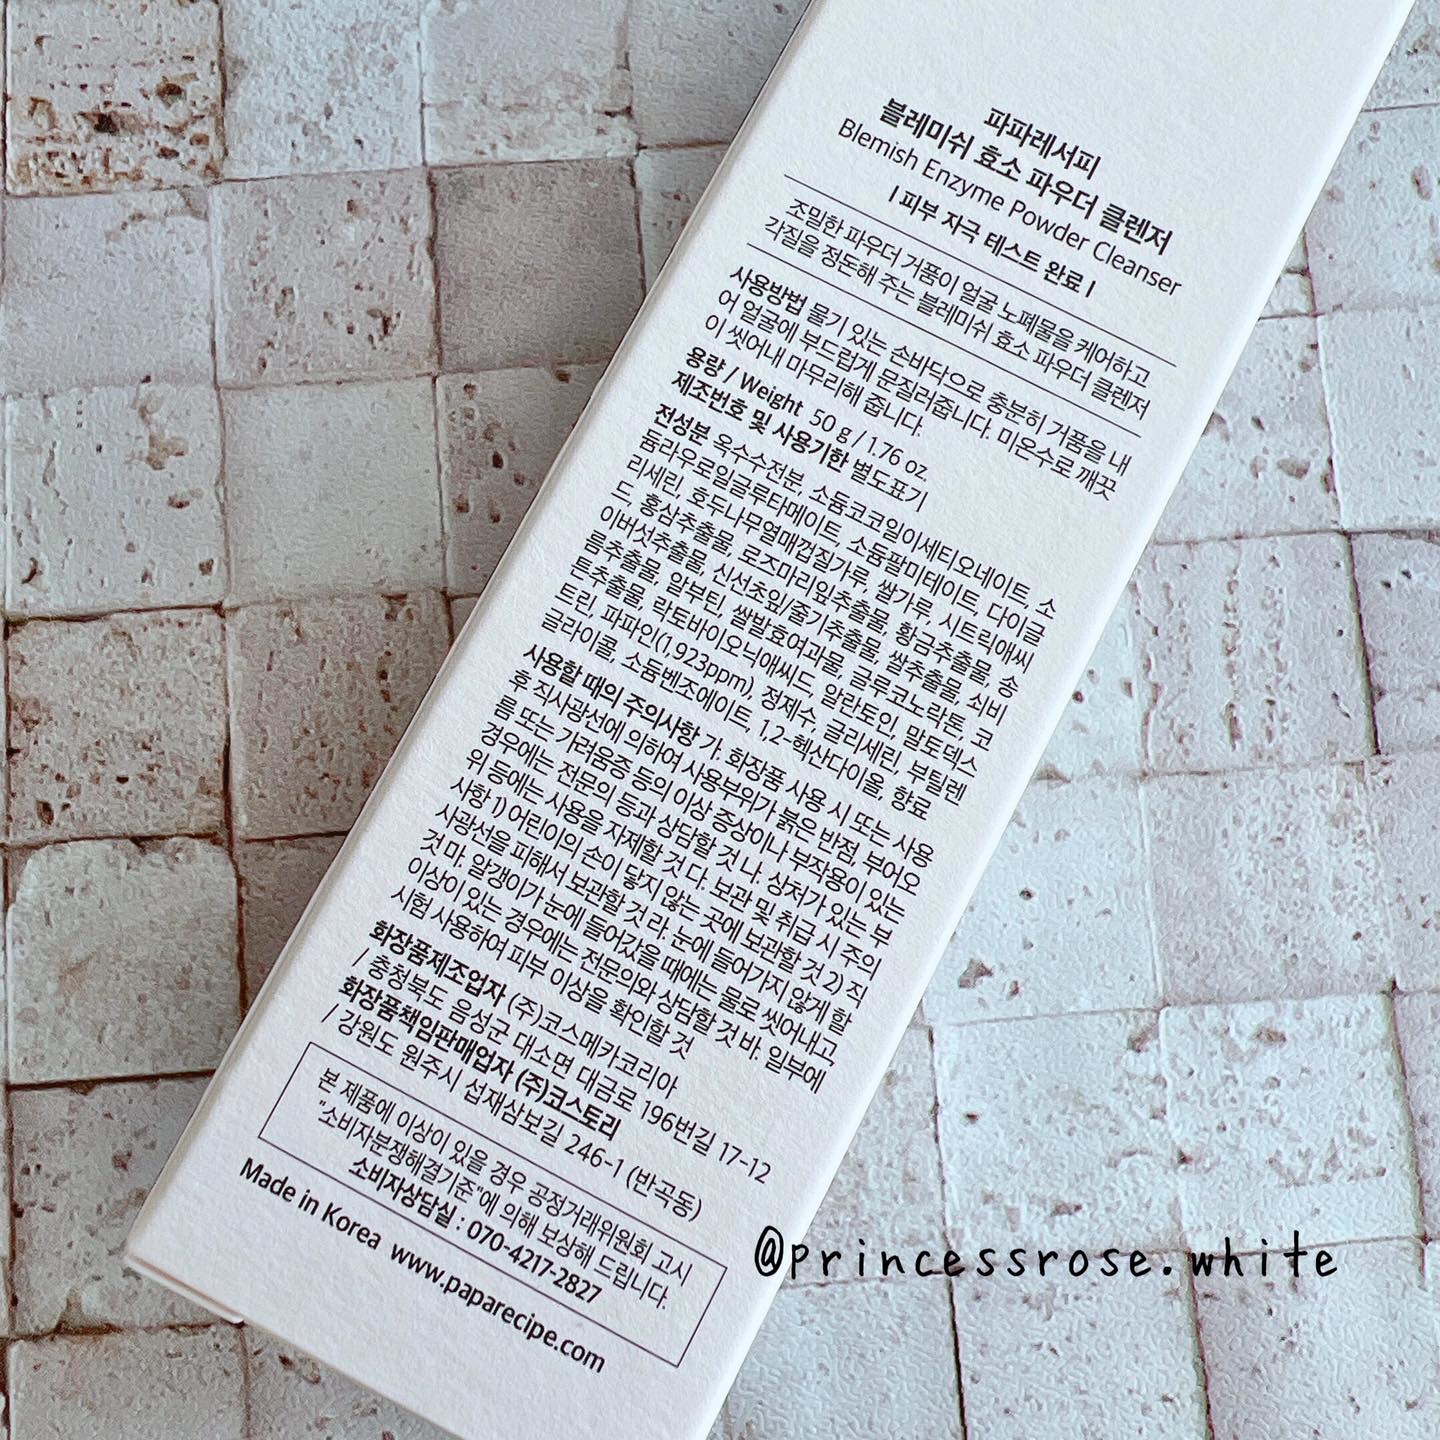 파파레서피
블레미쉬 효소 파우더 클렌저
Blemish Enzyme Powder Cleanser
| 피부 자극 테스트 완료 |
조밀한 파우더 거품이 얼굴 노폐물을 케어하고
각질을 정돈해 주는 블레미쉬 효소 파우더 클렌저
사용방법 물기 있는 손바닥으로 충분히 거품을 내
어 얼굴에 부드럽게 문질러줍니다. 미온수로 깨끗
이 씻어내 마무리해 줍니다.
용량 / Weight 50 g / 1.76 oz.
제조번호 및 사용기한 별도표기
전성분 옥수수전분, 소듐코코일이세티오네이트, 소
듐라우로일글루타메이트, 소듐팔미테이트, 다이글
리세린, 호두나무열매껍질가루, 쌀가루, 시트릭애씨
드, 홍삼추출물, 로즈마리잎추출물, 황금추출물, 송
이버섯추출물, 신선초잎/줄기추출물, 쌀추출물, 쇠비
름추출물, 알부틴, 쌀발효여과물, 글루코노락톤, 코
튼추출물, 락토바이오닉애씨드, 알란토인, 말토덱스
트린, 파파인(1,923ppm), 정제수, 글리세린, 부틸렌
글라이콜, 소듐벤조에이트, 1,2-헥산다이올, 향료
사용할 때의 주의사항 가. 화장품 사용 시 또는 사용
후 직사광선에 의하여 사용부위가 붉은 반점, 부어오
름 또는 가려움증 등의 이상 증상이나 부작용이 있는
경우에는 전문의 등과 상담할 것 나. 상처가 있는 부
위 등에는 사용을 자제할 것 다. 보관 및 취급 시 주의
사항 1) 어린이의 손이 닿지 않는 곳에 보관할 것 2) 직
사광선을 피해서 보관할 것 라. 눈에 들어가지 않게 할
것 마. 알갱이가 눈에 들어갔을 때에는 물로 씻어내고,
이상이 있는 경우에는 전문의와 상담할 것 바. 일부에
시험 사용하여 피부 이상을 확인할 것
화장품제조업자 (주)코스메카코리아
/ 충청북도 음성군 대소면 대금로 196번길 17-12
화장품책임판매업자 (주)코스토리
/ 강원도 원주시 섭재삼보길 246-1 (반곡동)
본 제품에 이상이 있을 경우 공정거래위원회 고시
"소비자분쟁해결기준"에 의해 보상해 드립니다.
소비자상담실 : 070-4217-2827
Made in Korea www.paparecipe.com
@princessrose.white